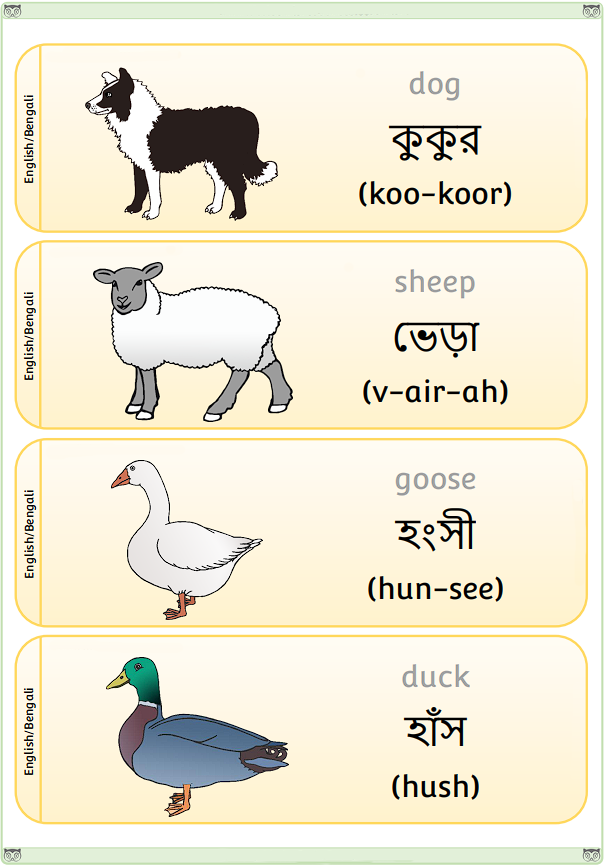 English/Bengali
dog
কুকুর
(koo-koor)
English/Bengali
sheep
ভেড়া
(v-air-ah)
English/Bengali
goose
হংসী
(hun-see)
English/Bengali
duck
হাঁস
(hush)